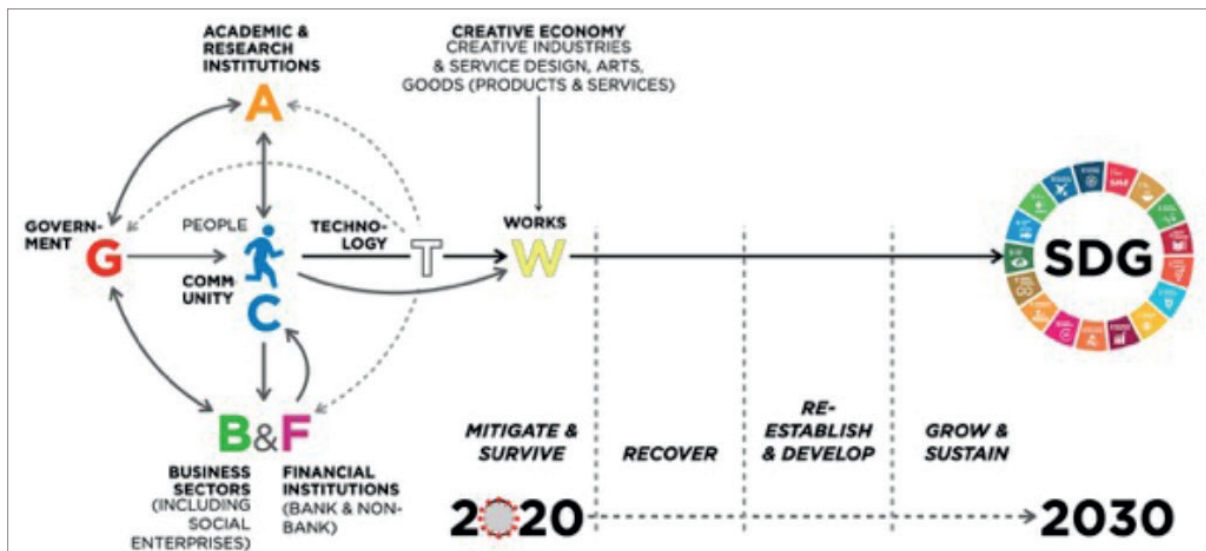 ACADEMIC &
RESEARCH
INSTITUTIONS
A
CREATIVE ECONOMY
CREATIVE INDUSTRIES
& SERVICE DESIGN, ARTS,
GOODS (PRODUCTS & SERVICES)
GOVERN-
MENT
G
PEOPLE
COMM
UNITY
C
TECHNO-
LOGY
T
WORKS
W
SDG
B&F
BUSINESS
SECTORS
(INCLUDING
SOCIAL
ENTERPRISES)
FINANCIAL
INSTITUTIONS
(BANK & NON-
BANK)
MITIGATE &
SURVIVE
RECOVER
RE-
ESTABLISH
& DEVELOP
GROW &
SUSTAIN
2020
2030